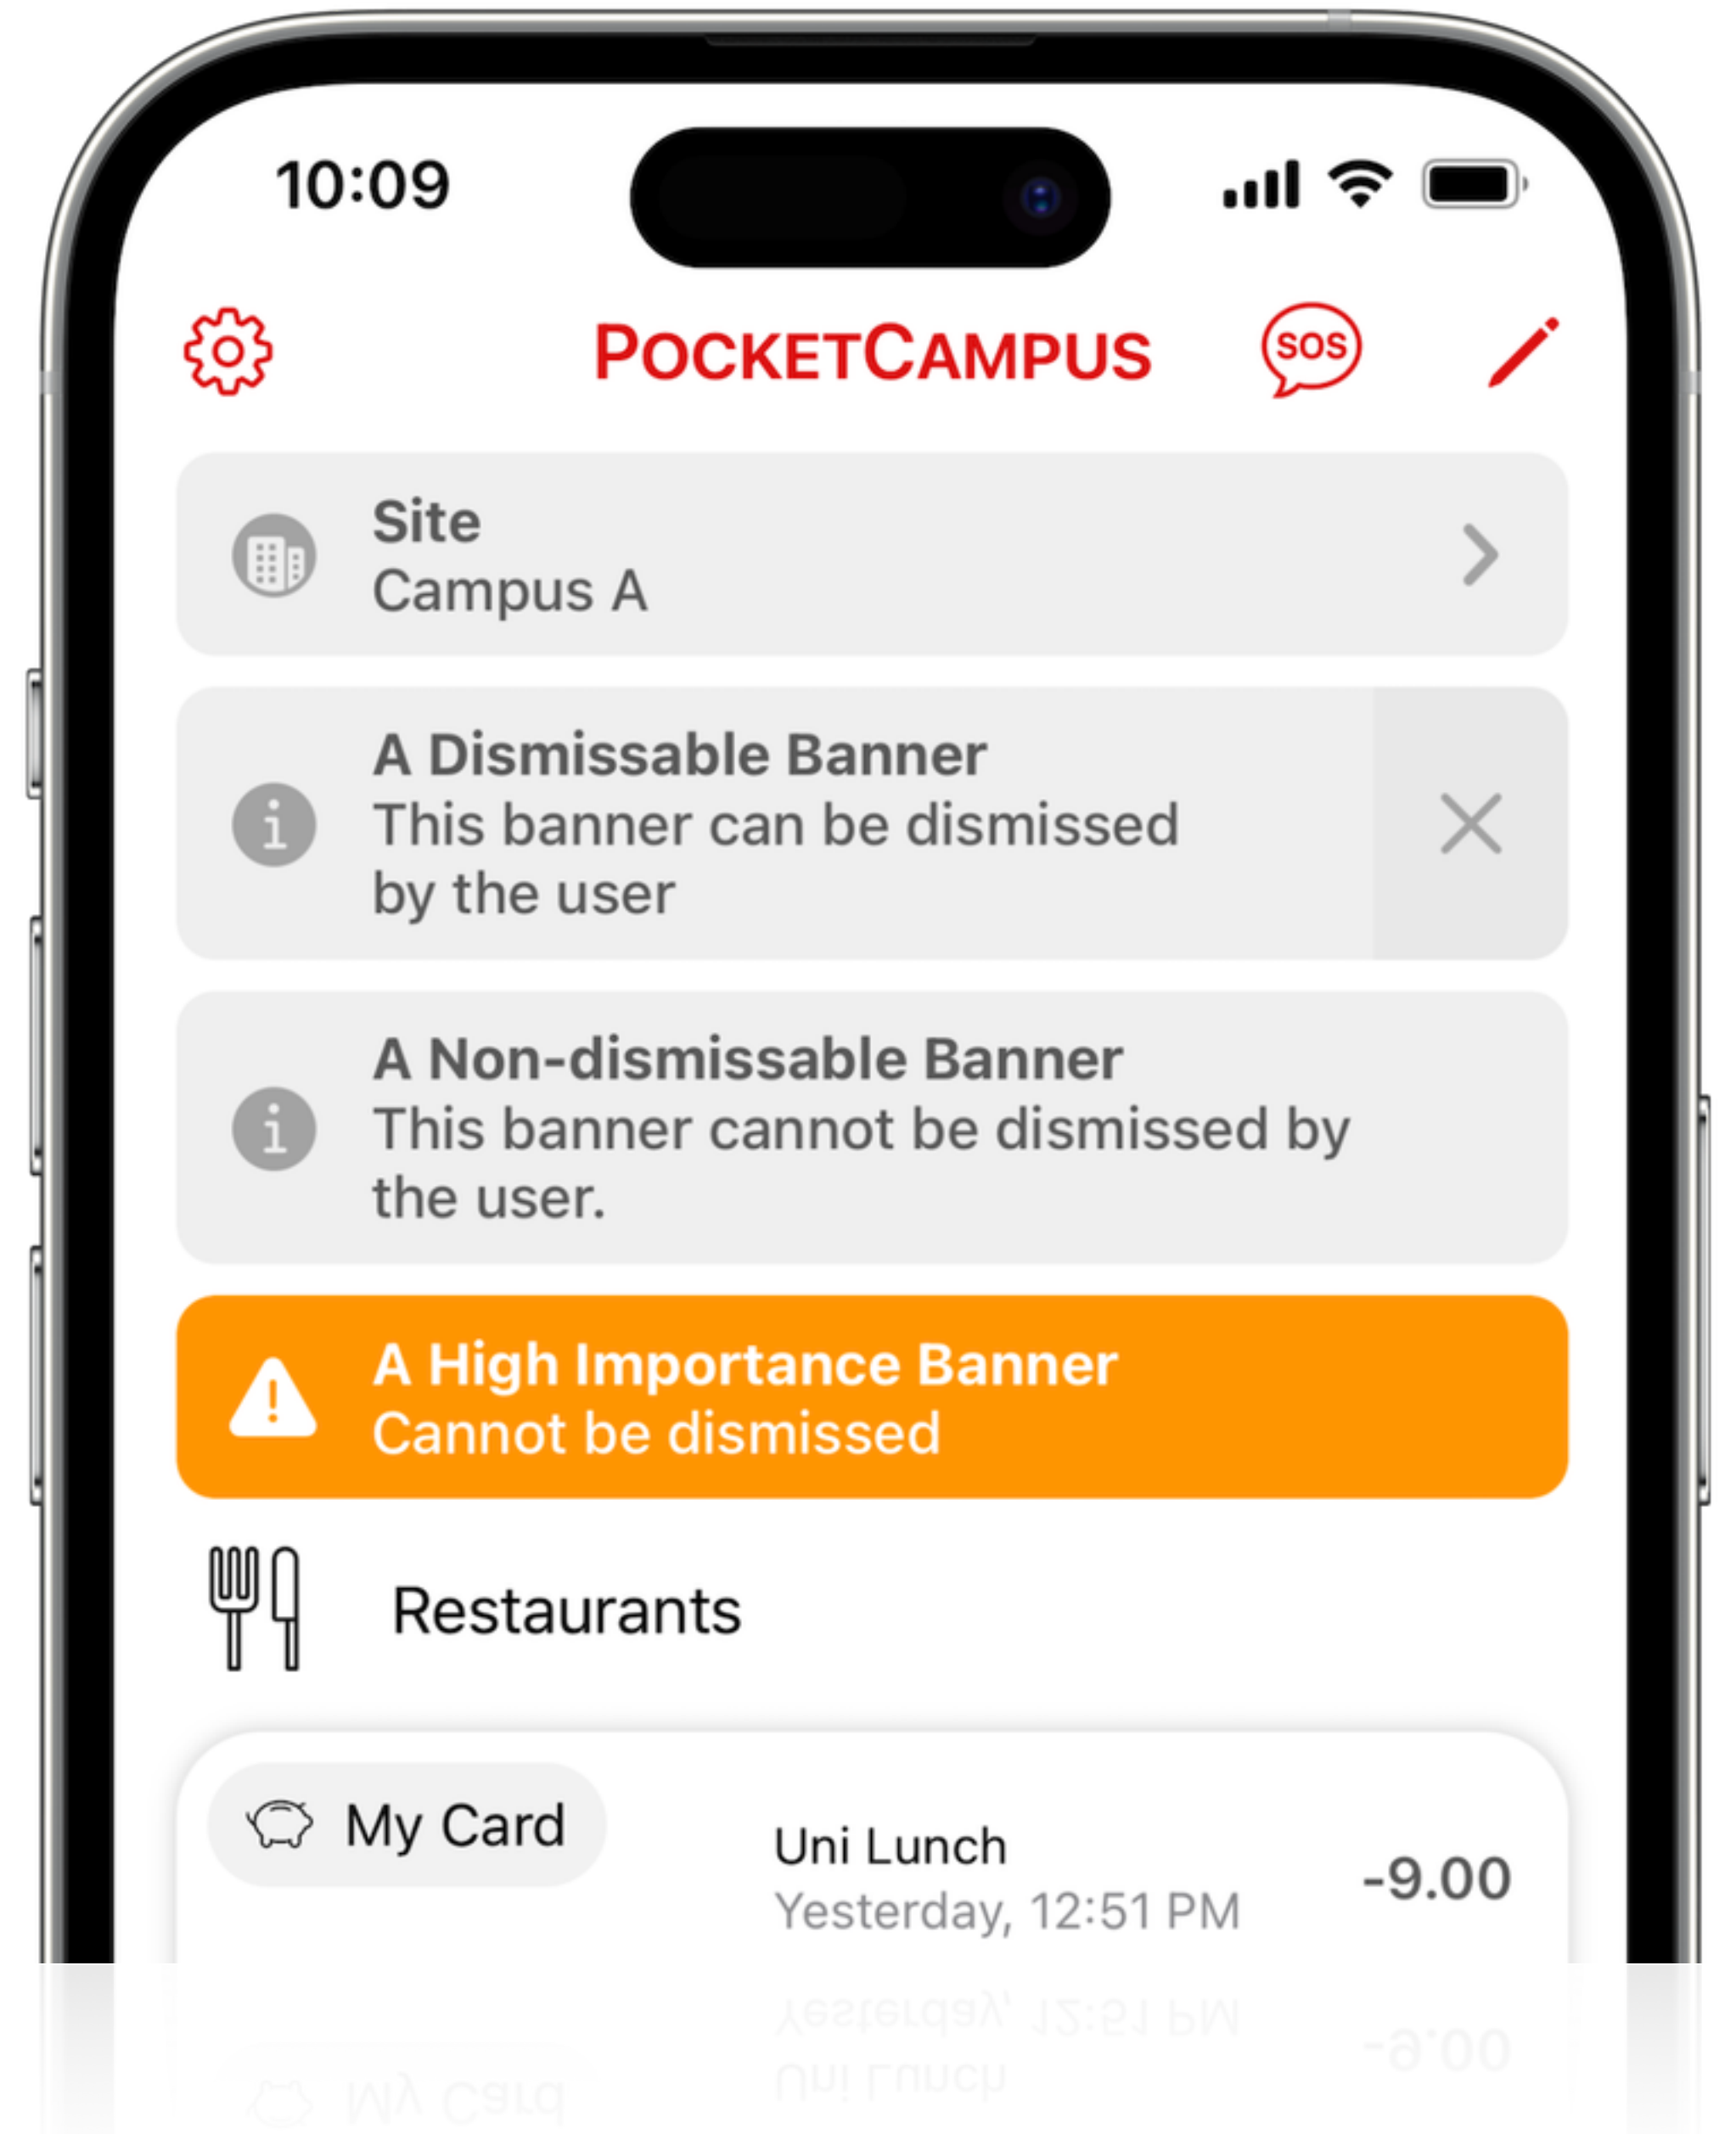 10:09
POCKETCAMPUS
SOS
Site
Campus A
A Dismissable Banner
This banner can be dismissed
by the user
A Non-dismissable Banner
This banner cannot be dismissed by
the user.
A High Importance Banner
Cannot be dismissed
Restaurants
My Card
Uni Lunch
-9.00
Yesterday, 12:51 PM